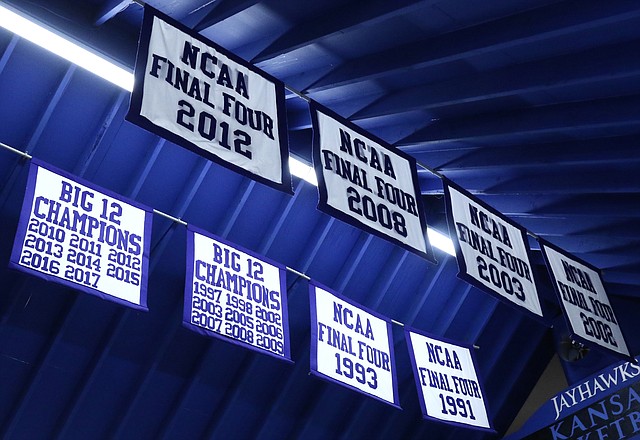 NCAA
FINAL FOUR
2012
NCAA
FINAL FOUR
2008
NCAA
FINAL FOUR
2003
NCAA
FINAL FOUR
2002
BIG 12
CHAMPIONS
2010 2011 2012
2013 2014 2015
2016 2017
BIG 12
CHAMPIONS
1997 1998 2002
2003 2005 2006
2007 2008 2009
NCAA
FINAL FOUR
1993
NCAA
FINAL FOUR
1991
JAYHAWKS